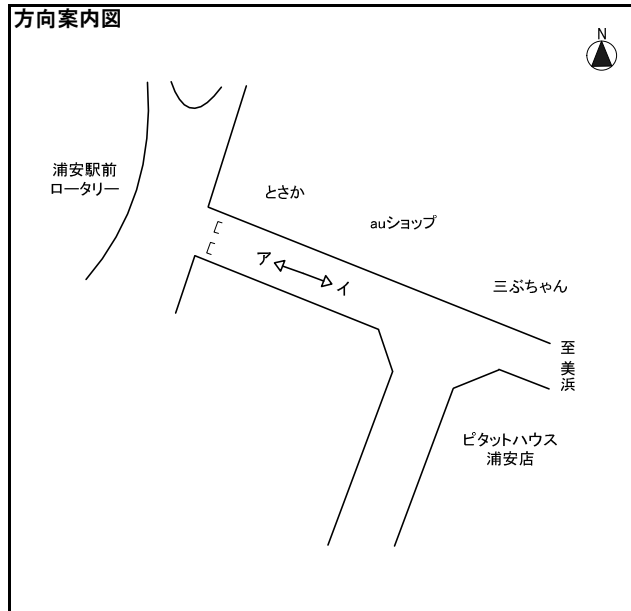 方向案内図
N
浦安駅前
ロータリー
とさか
auショップ
ア
イ
三ぶちゃん
至美浜
ピタットハウス
浦安店